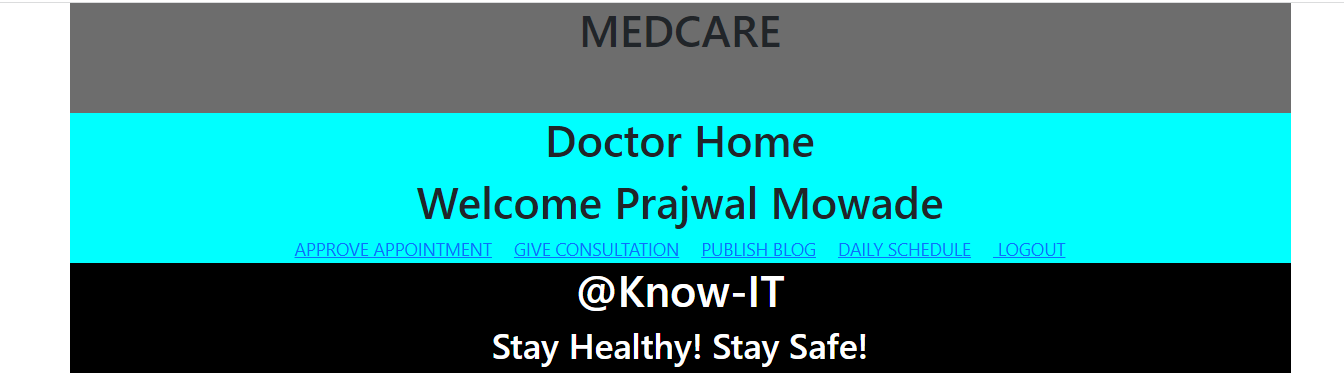 MEDCARE
Doctor Home
Welcome Prajwal Mowade
APPROVE APPOINTMENT GIVE CONSULTATION PUBLISH BLOG DAILY SCHEDULE LOGOUT
@Know-IT
Stay Healthy! Stay Safe!